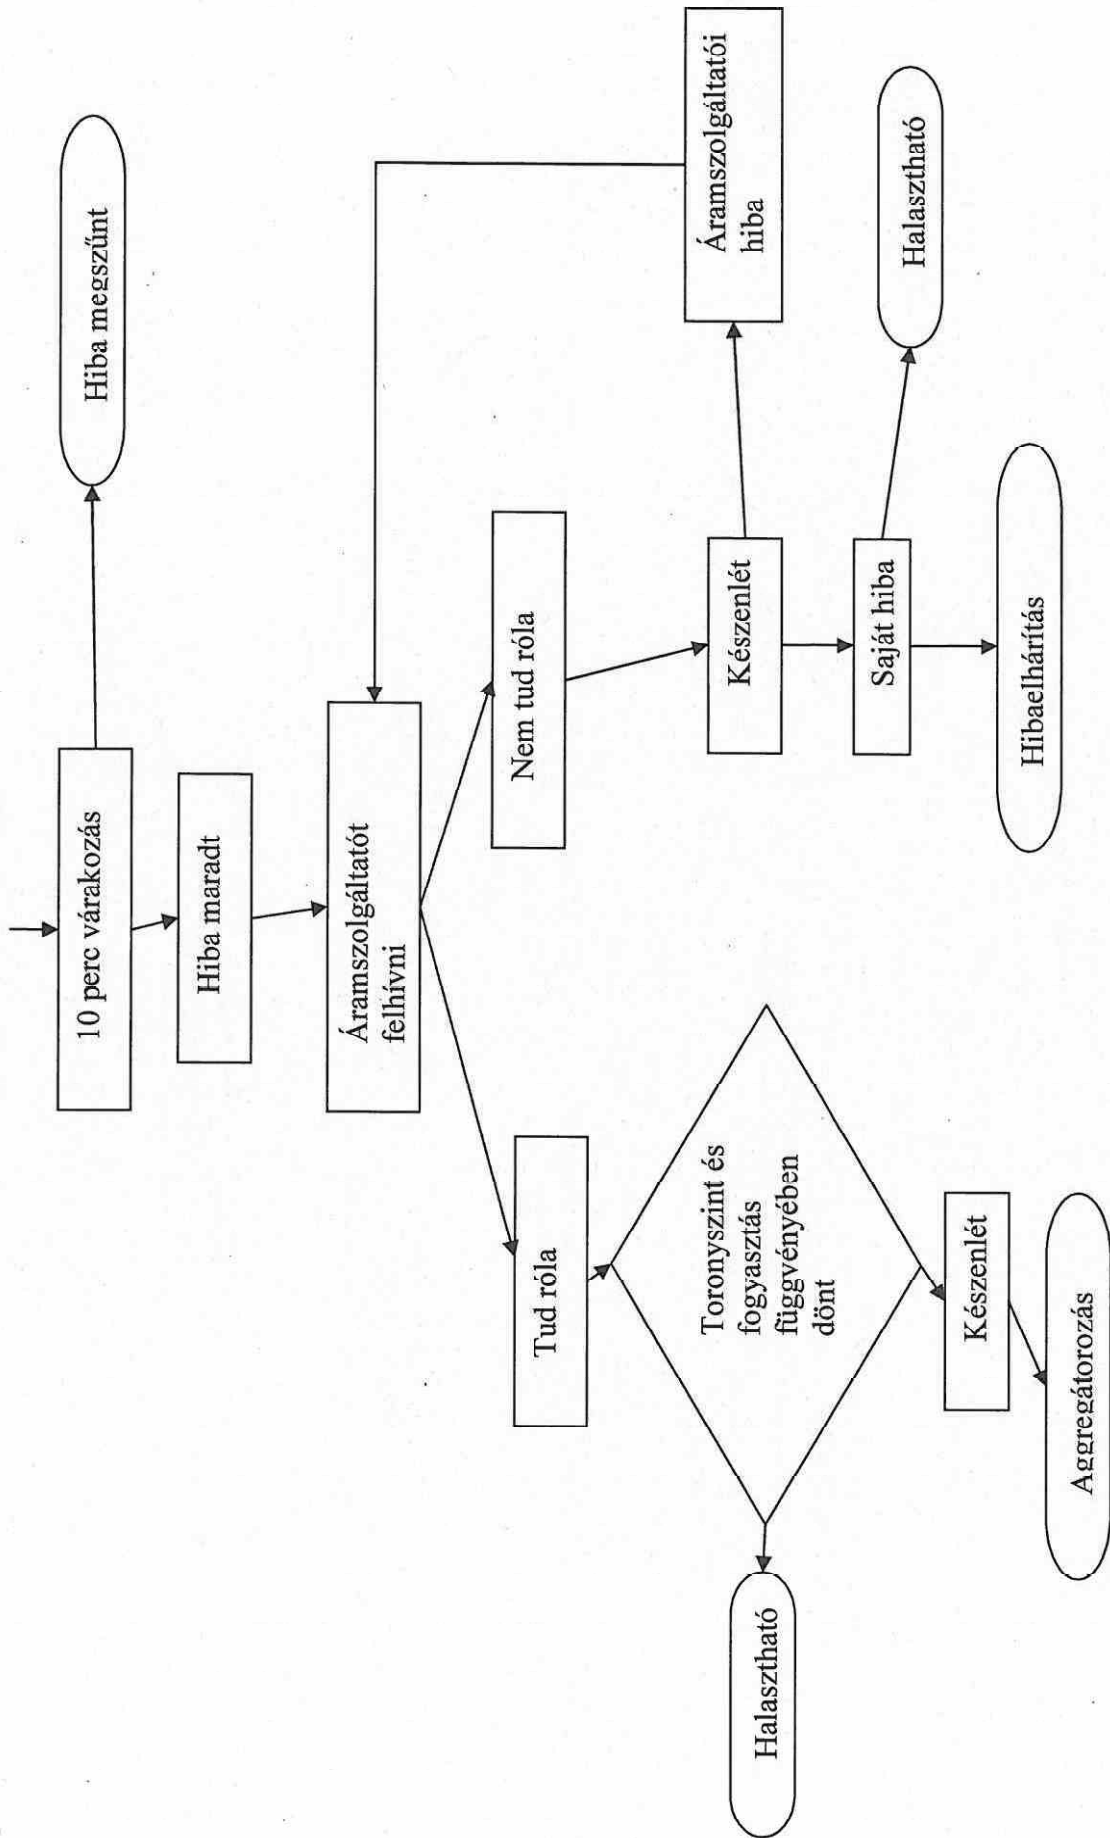 10 perc várakozás
Hiba megszűnt
Hiba maradt
Áramszolgáltatót
felhívni
Tud róla
Nem tud róla
Toronyszint és
fogyasztás
függvényében
dönt
Halasztható
Készenlét
Aggregátorozás
Készenlét
Áramszolgáltatói
hiba
Saját hiba
Halasztható
Hibaelhárítás